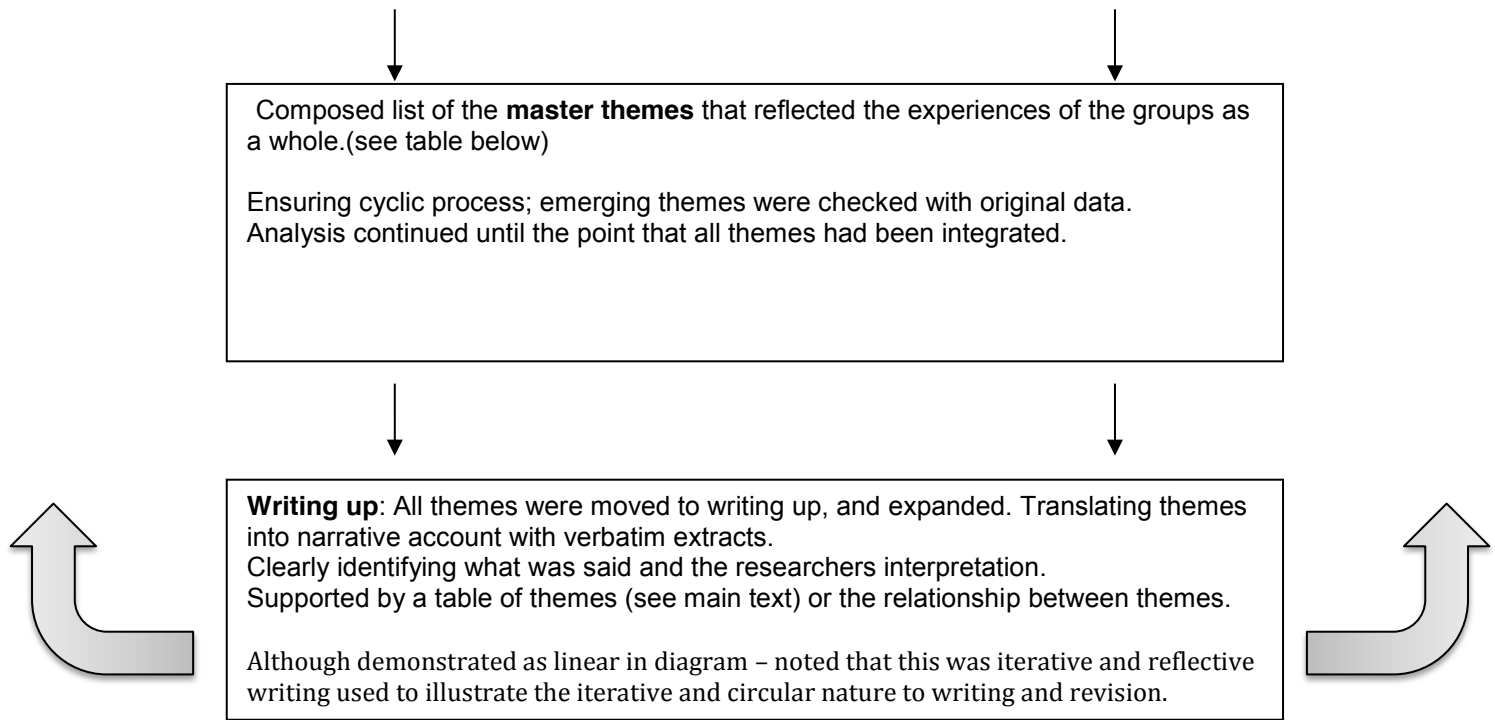 Composed list of the master themes that reflected the experiences of the groups as
a whole.(see table below)
Ensuring cyclic process; emerging themes were checked with original data.
Analysis continued until the point that all themes had been integrated.
Writing up: All themes were moved to writing up, and expanded. Translating themes
into narrative account with verbatim extracts.
Clearly identifying what was said and the researchers interpretation.
Supported by a table of themes (see main text) or the relationship between themes.
Although demonstrated as linear in diagram – noted that this was iterative and reflective
writing used to illustrate the iterative and circular nature to writing and revision.